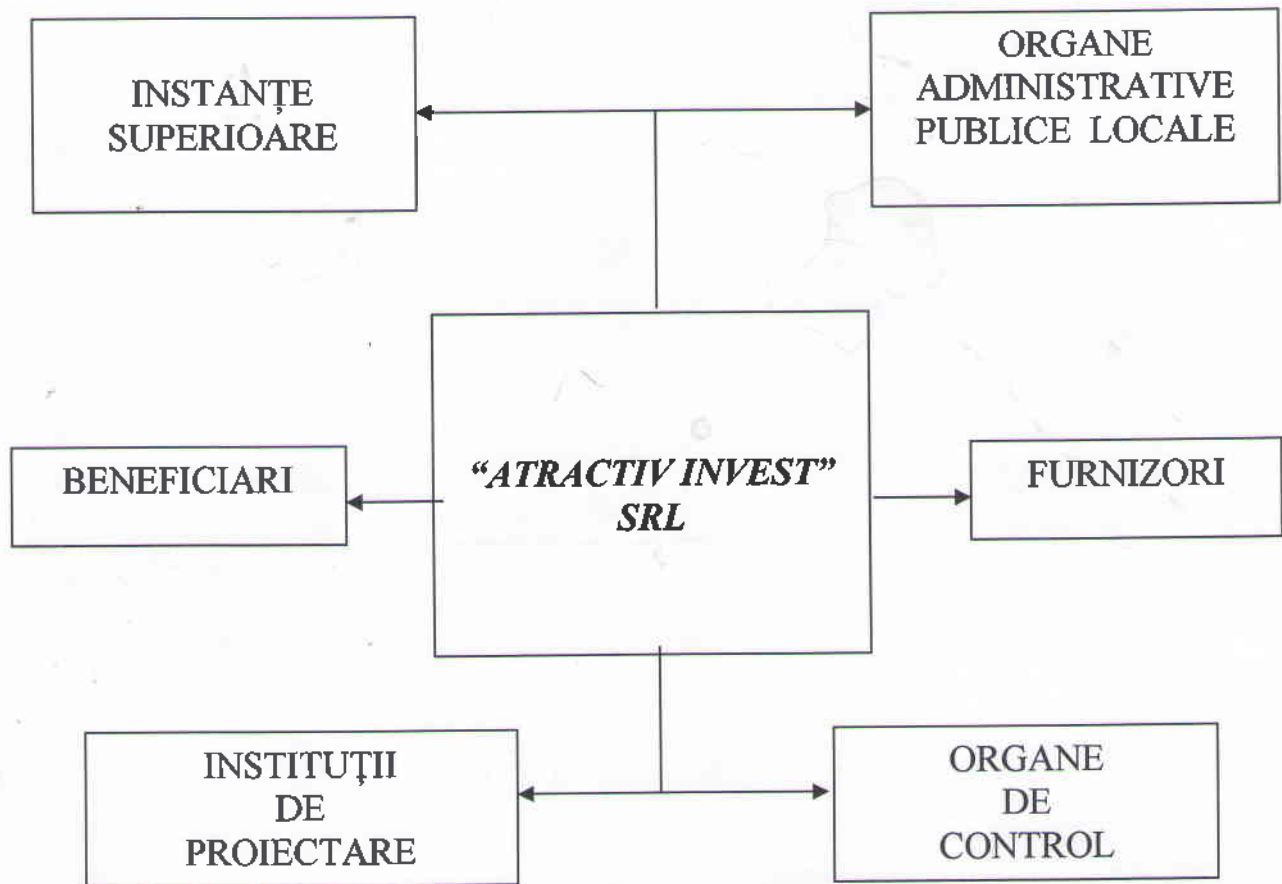 INSTANȚE
SUPERIOARE
ORGANE
ADMINISTRATIVE
PUBLICE LOCALE
BENEFICIARI
“ATRACTIV INVEST”
SRL
FURNIZORI
INSTITUȚII
DE
PROIECTARE
ORGANE
DE
CONTROL